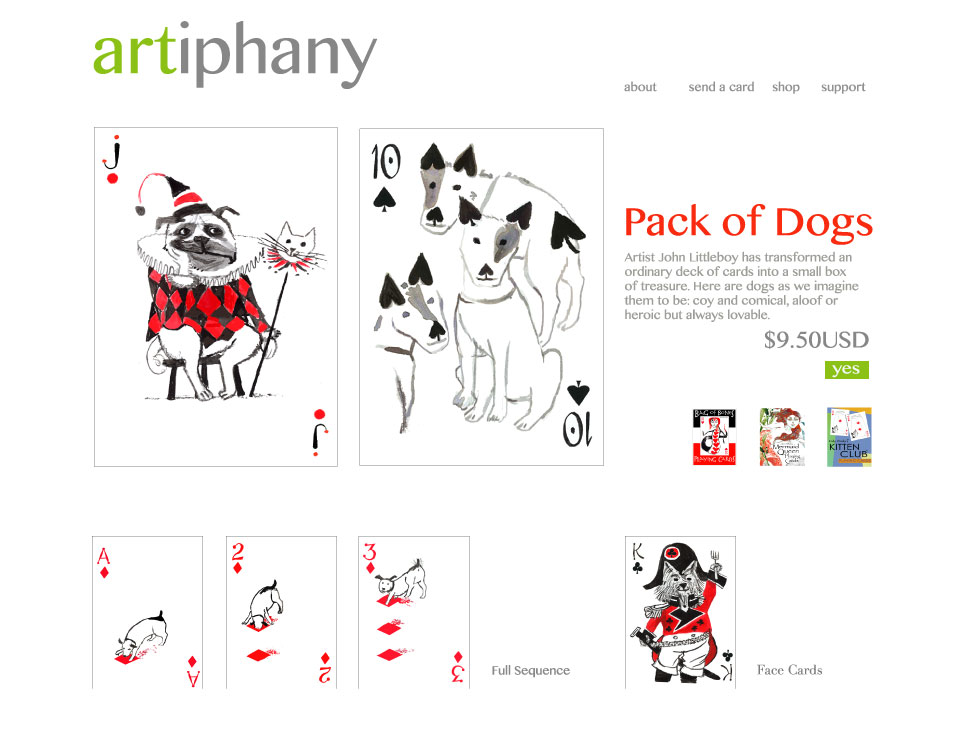 artiphany
about send a card shop support
J
J
10
10
Pack of Dogs
Artist John Littleboy has transformed an
ordinary deck of cards into a small box
of treasure. Here are dogs as we imagine
them to be: coy and comical, aloof or
heroic but always lovable.
$9.50USD
yes
BAG OF BONES
PLAYING CARDS
Mermaid
Queen
Playing
Cards
KITTEN
CLUB
A
A
2
2
3
3
Full Sequence
K
K
Face Cards